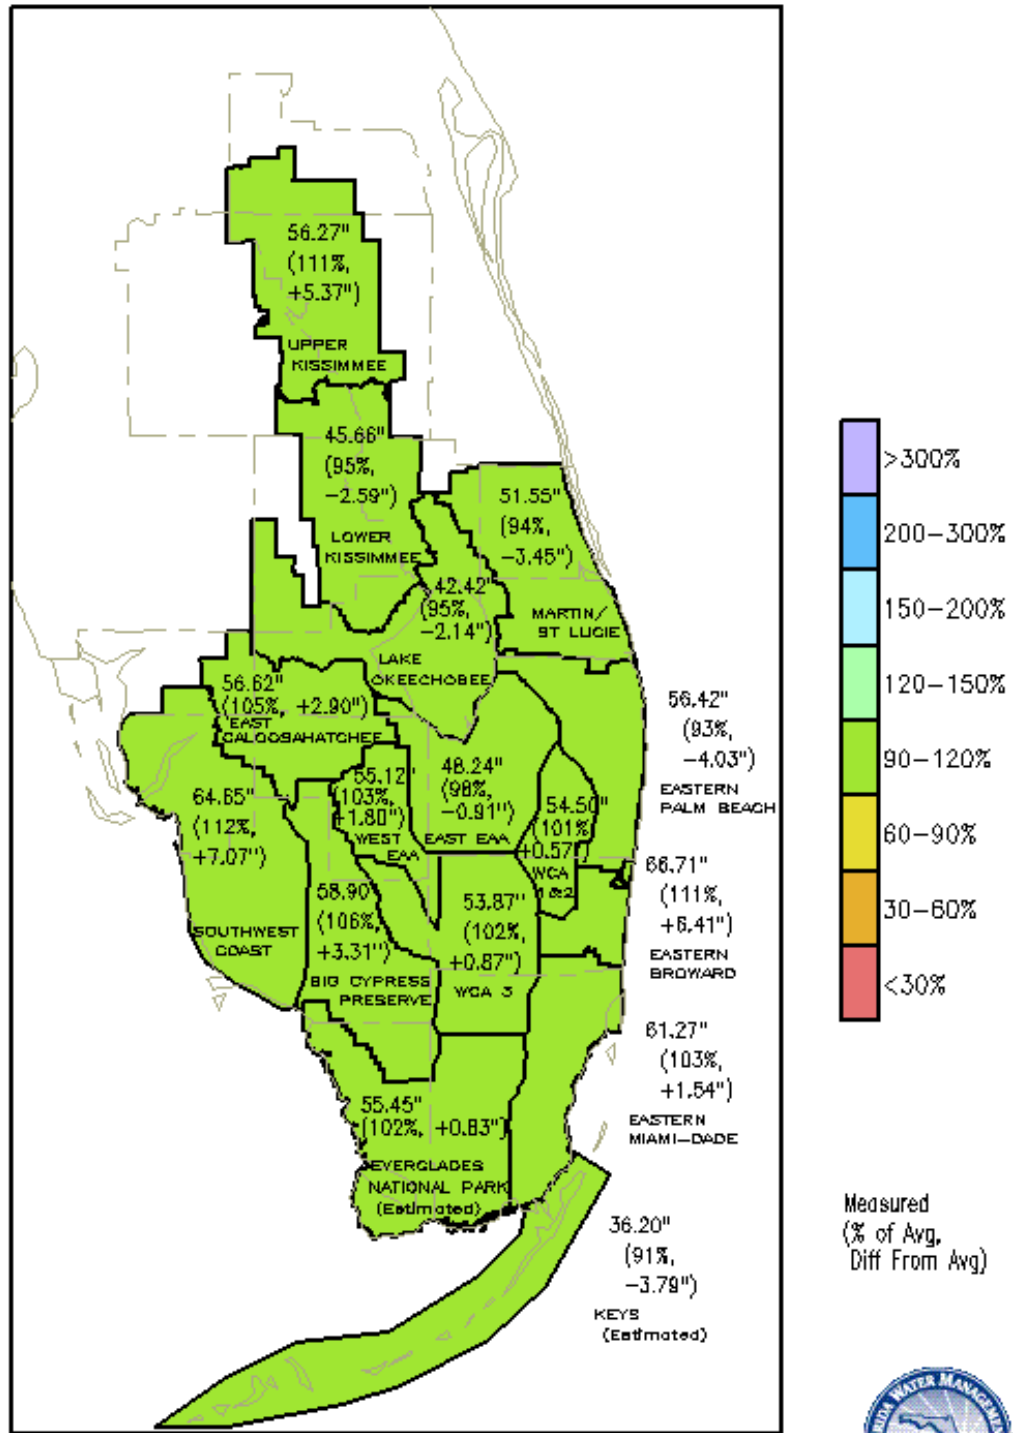 56.27"
(111%,
+5.37")
UPPER
KISSIMMEE
45.66"
(95%,
-2.59")
LOWER
KISSIMMEE
51.55"
(94%,
-3.45")
MARTIN/
ST LUCIE
42.42"
(95%,
-2.14")
LAKE
OKEECHOBEE
56.62"
(105%, +2.90")
EAST
CALOOSAHATCHEE
56.42"
(93%,
-4.03")
EASTERN
PALM BEACH
64.65"
(112%,
+7.07")
SOUTHWEST
COAST
55.12"
(103%,
+1.80")
WEST
EAA
48.24"
(98%,
-0.91")
EAST EAA
54.50"
(101%
+0.57")
WCA
1&2
66.71"
(111%,
+6.41")
EASTERN
BROWARD
58.90"
(106%,
+3.31")
BIG CYPRESS
PRESERVE
53.87"
(102%,
+0.87")
WCA 3
61.27"
(103%,
+1.54")
EASTERN
MIAMI-DADE
55.45"
(102%, +0.83")
EVERGLADES
NATIONAL PARK
(Estimated)
36.20"
(91%,
-3.79")
KEYS
(Estimated)
>300%
200-300%
150-200%
120-150%
90-120%
60-90%
30-60%
<30%
Measured
(% of Avg,
Diff From Avg)
WATER